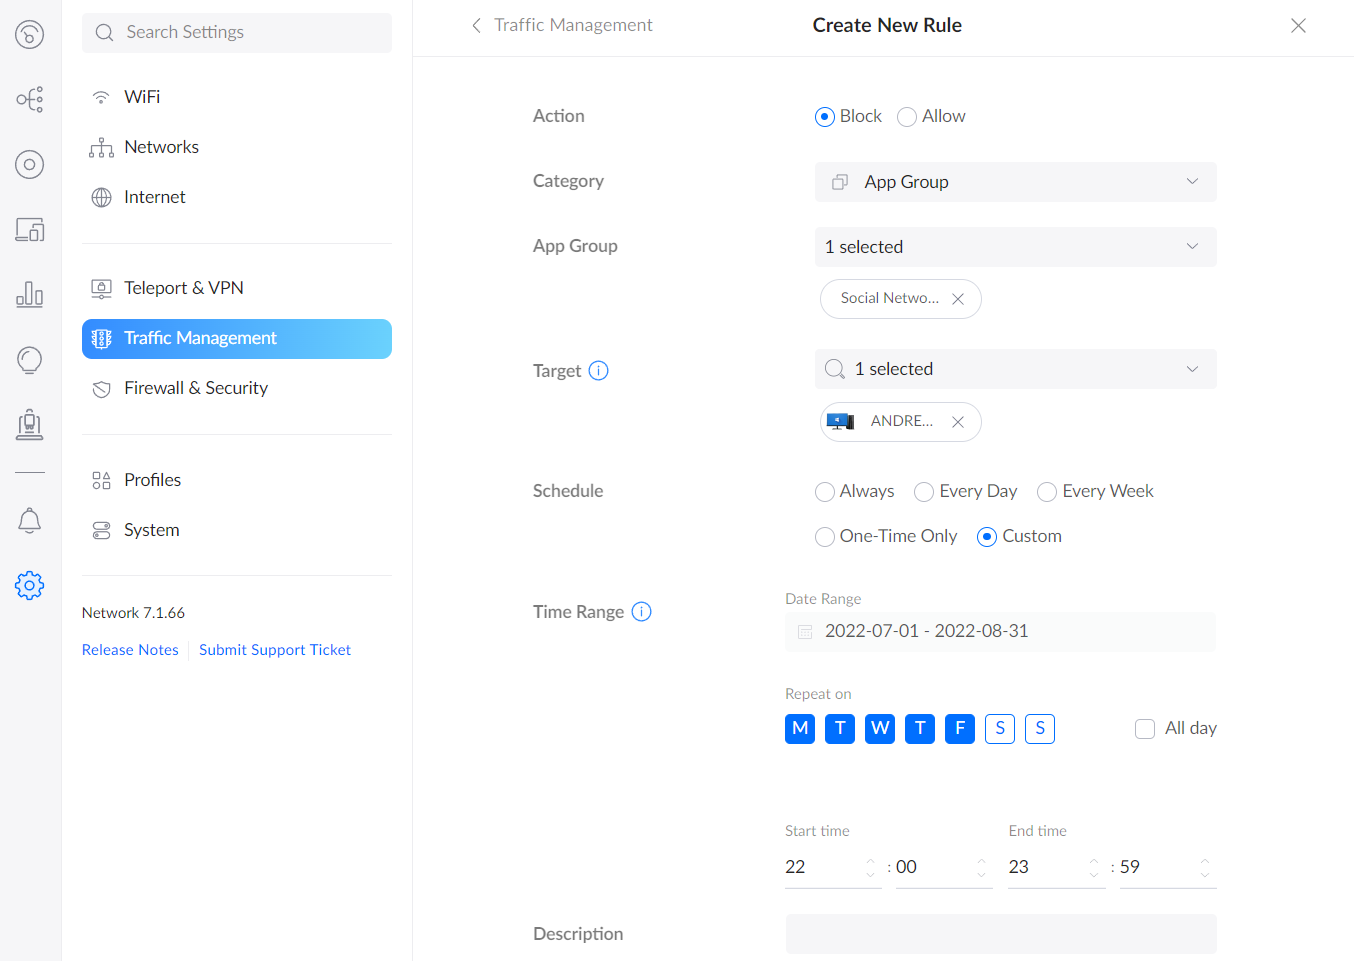 Search Settings
WiFi
Networks
Internet
Teleport & VPN
Traffic Management
Firewall & Security
Profiles
System
Network 7.1.66
Release Notes
Submit Support Ticket
Traffic Management
Create New Rule
Action
Block
Allow
Category
App Group
App Group
1 selected
Social Netwo...
Target
1 selected
ANDRE...
Schedule
Always
Every Day
Every Week
One-Time Only
Custom
Time Range
Date Range
2022-07-01 - 2022-08-31
Repeat on
M T W T F S S
All day
Start time
End time
22 : 00
23 : 59
Description